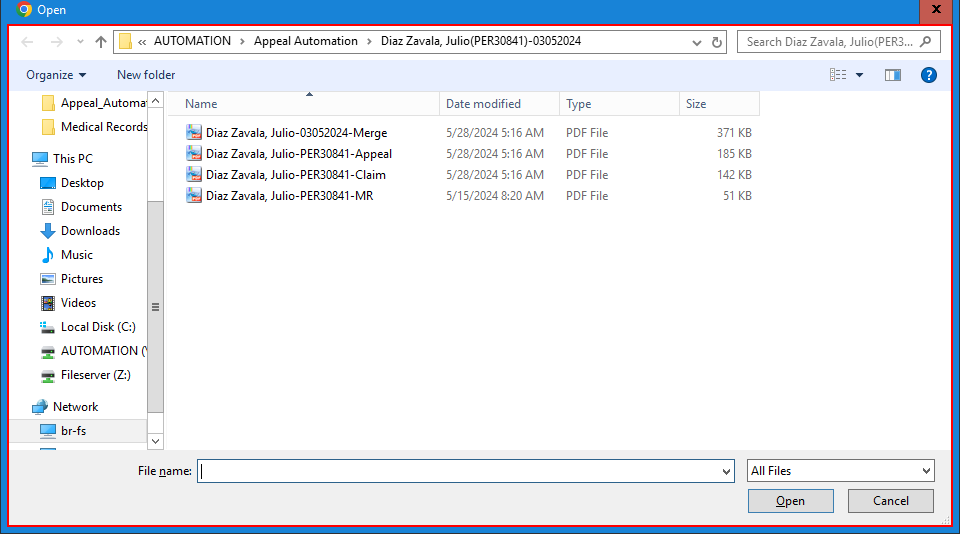 Open
« AUTOMATION > Appeal Automation > Diaz Zavala, Julio(PER30841)-03052024
Search Diaz Zavala, Julio(PER3...
Organize
New folder
Appeal_Automat
Medical Records
This PC
Desktop
Documents
Downloads
Music
Pictures
Videos
Local Disk (C:)
AUTOMATION (
Fileserver (Z:)
Network
br-fs
Name Date modified Type Size
Diaz Zavala, Julio-03052024-Merge 5/28/2024 5:16 AM PDF File 371 KB
Diaz Zavala, Julio-PER30841-Appeal 5/28/2024 5:16 AM PDF File 185 KB
Diaz Zavala, Julio-PER30841-Claim 5/28/2024 5:16 AM PDF File 142 KB
Diaz Zavala, Julio-PER30841-MR 5/15/2024 8:20 AM PDF File 51 KB
File name:
All Files
Open
Cancel